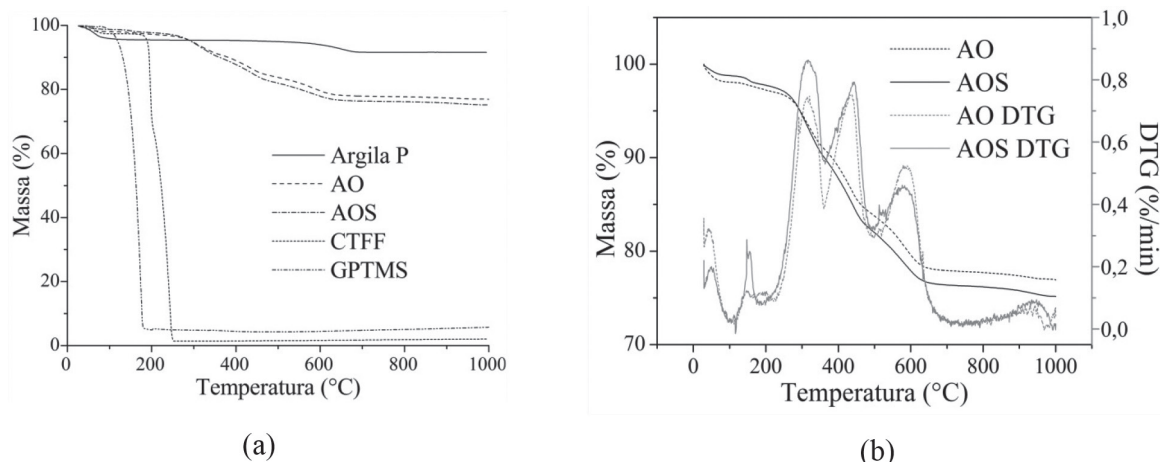 100
80
60
40
20
0
Massa (%)
Argila P
AO
AOS
CTFF
GPTMS
0 200 400 600 800 1000
Temperatura (°C)
(a)
100
90
80
70
Massa (%)
AO
AOS
AO DTG
AOS DTG
1,0
0,8
0,6
0,4
0,2
0,0
DTG (%/min)
0 200 400 600 800 1000
Temperatura (°C)
(b)